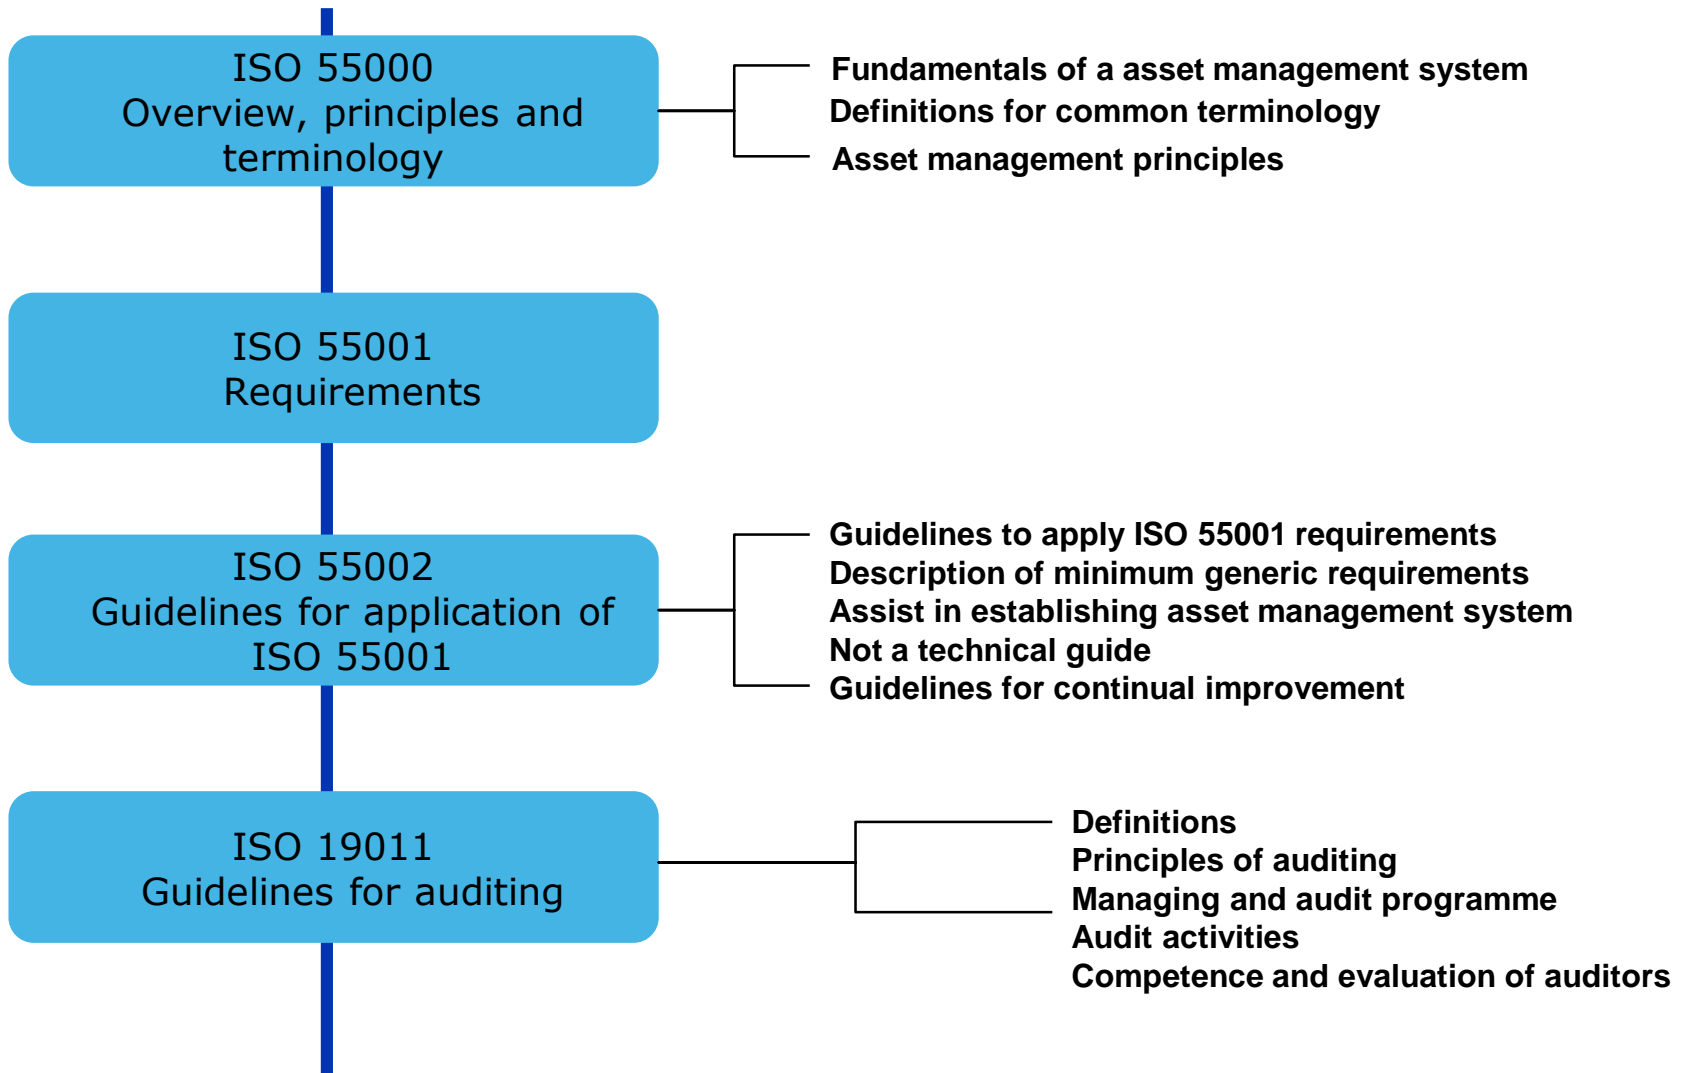 ISO 55000
Overview, principles and
terminology
Fundamentals of a asset management system
Definitions for common terminology
Asset management principles
ISO 55001
Requirements
ISO 55002
Guidelines for application of
ISO 55001
Guidelines to apply ISO 55001 requirements
Description of minimum generic requirements
Assist in establishing asset management system
Not a technical guide
Guidelines for continual improvement
ISO 19011
Guidelines for auditing
Definitions
Principles of auditing
Managing and audit programme
Audit activities
Competence and evaluation of auditors